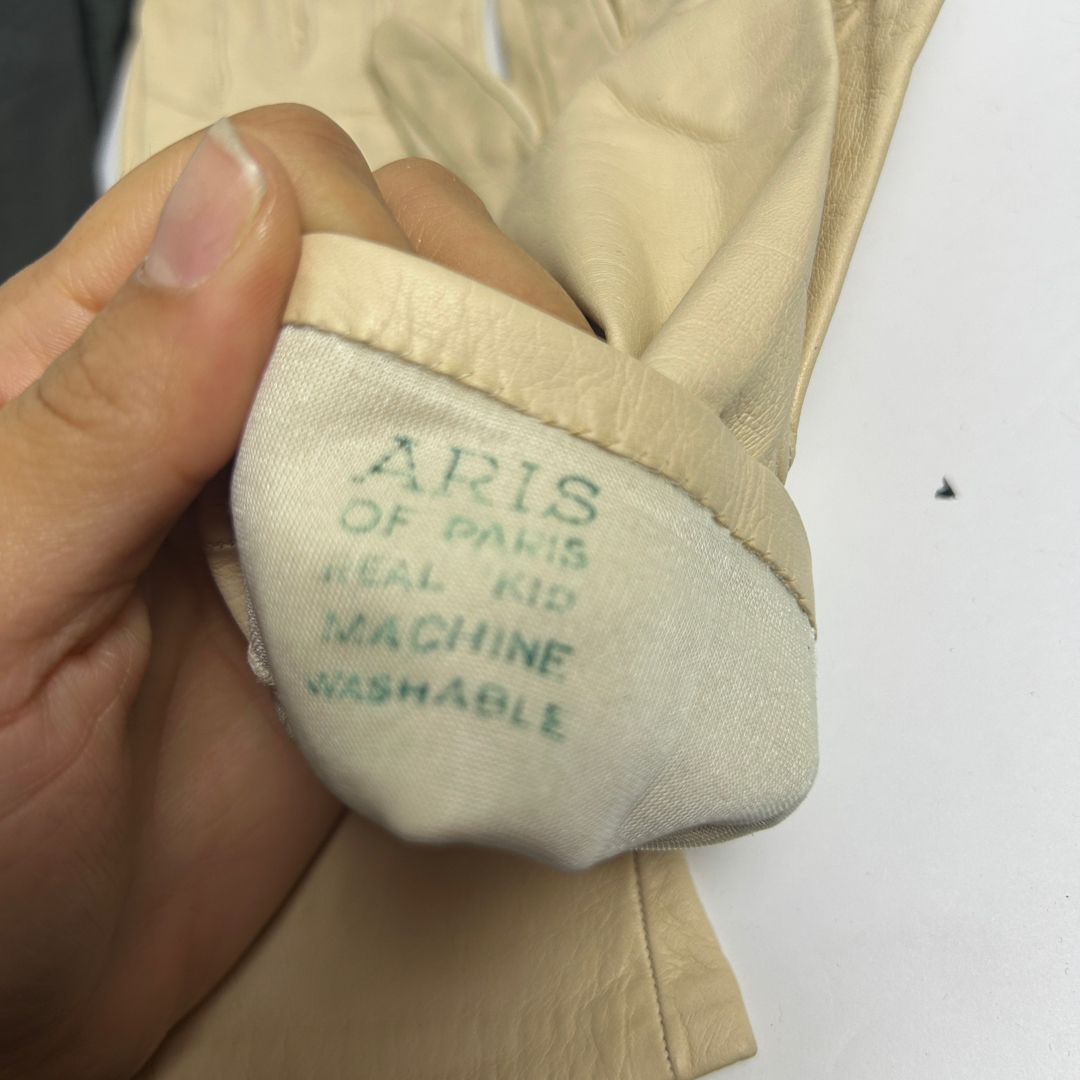 ARIS
OF PARIS
REAL KID
MACHINE
WASHABLE